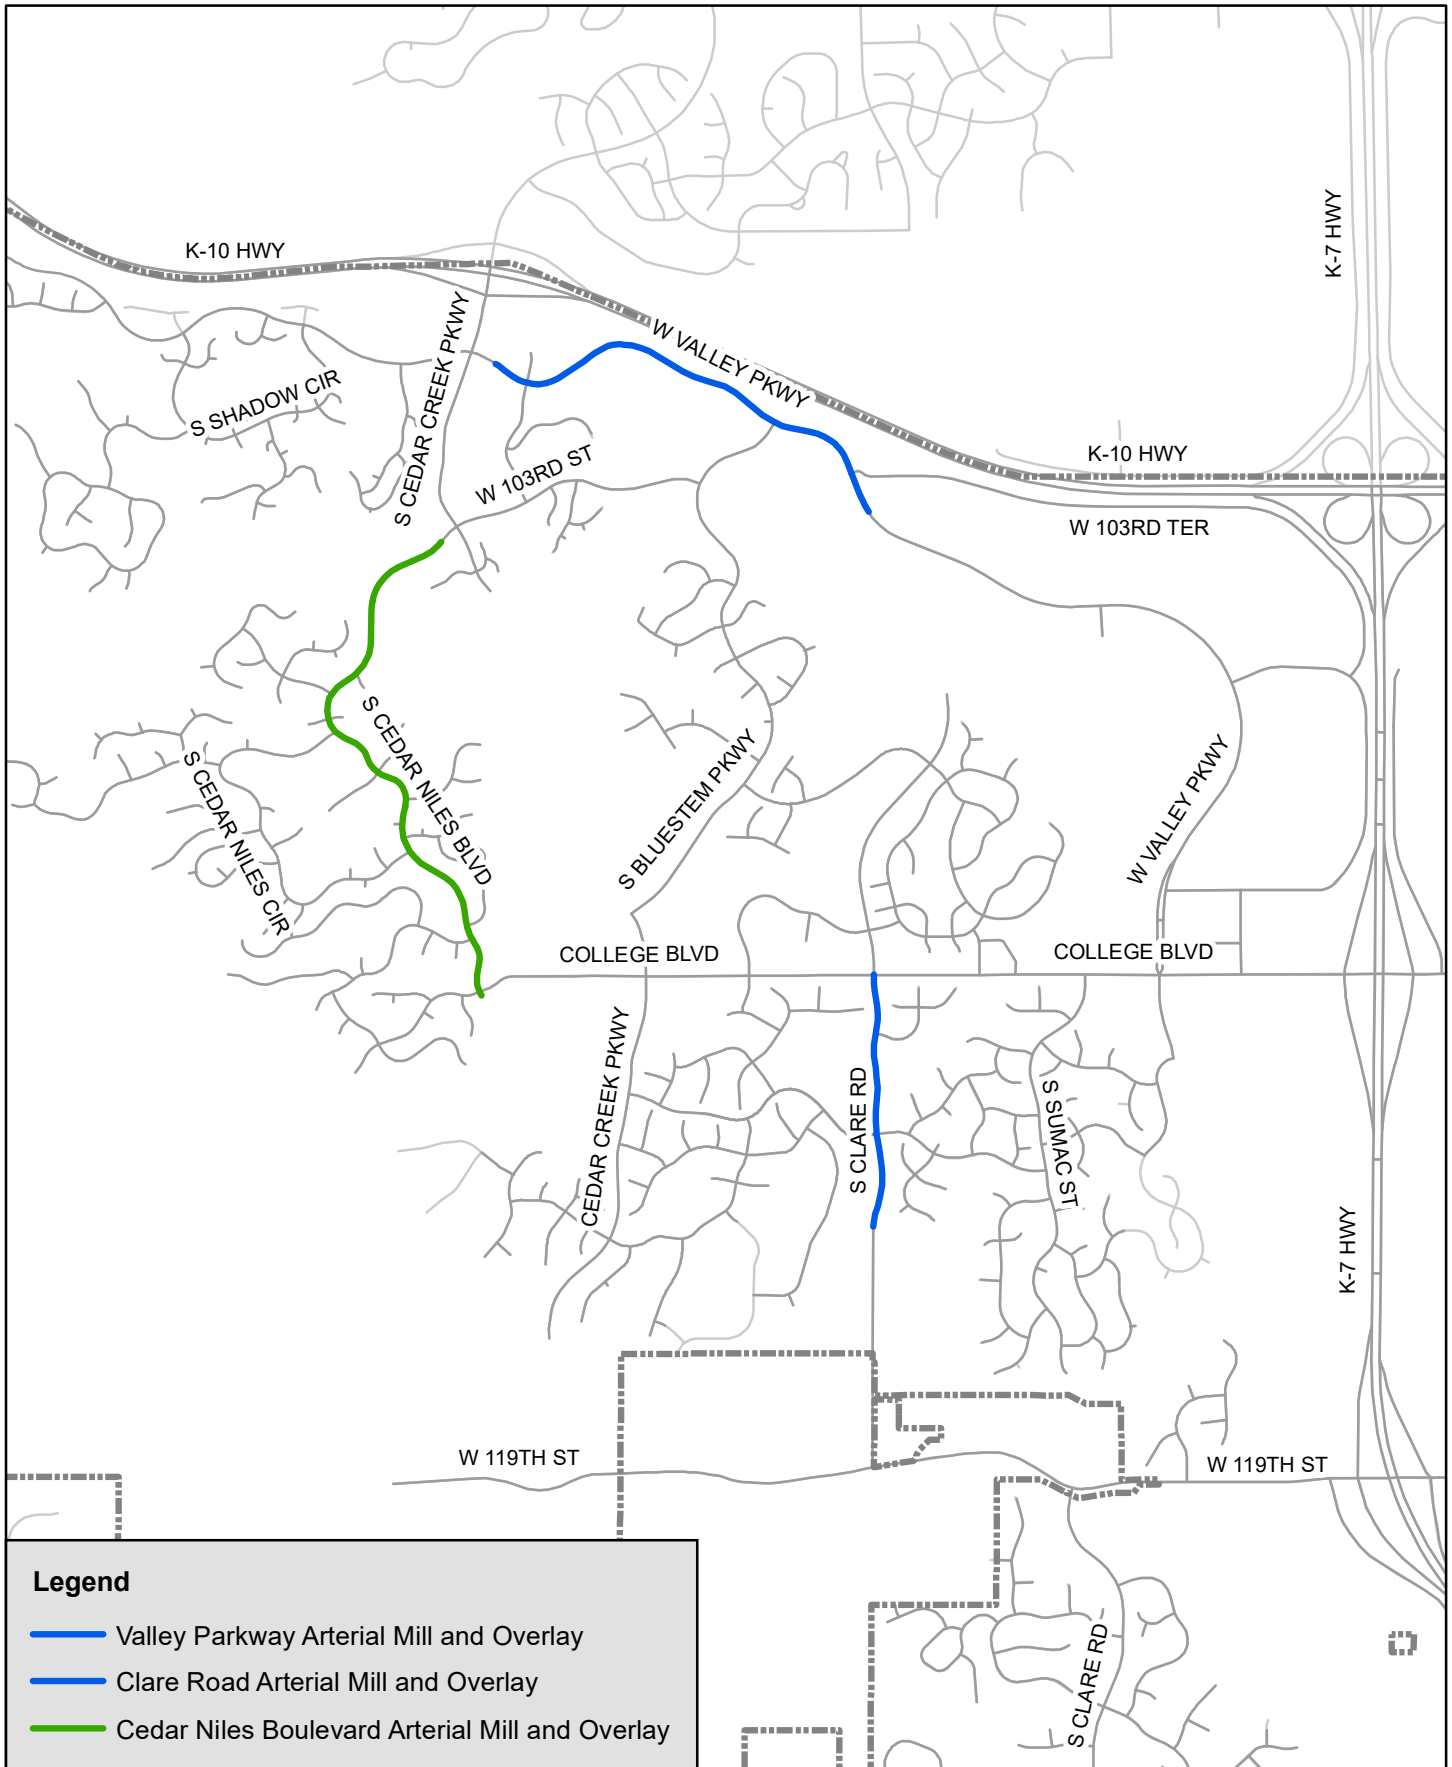 K-7 HWY
K-10 HWY
S CEDAR CREEK PKWY
W VALLEY PKWY
S SHADOW CIR
K-10 HWY
W 103RD ST
W 103RD TER
S CEDAR NILES BLVD
S CEDAR NILES CIR
S BLUESTEM PKWY
W VALLEY PKWY
COLLEGE BLVD
COLLEGE BLVD
CEDAR CREEK PKWY
S CLARE RD
S SUMAC ST
K-7 HWY
W 119TH ST
W 119TH ST
S CLARE RD
Legend
Valley Parkway Arterial Mill and Overlay
Clare Road Arterial Mill and Overlay
Cedar Niles Boulevard Arterial Mill and Overlay